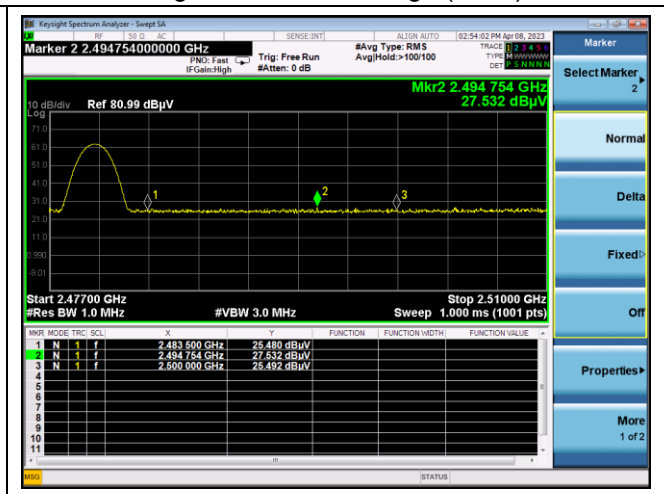 Keysight Spectrum Analyzer - Swept SA
RF 50 Ω AC SENSE:INT ALIGN AUTO 02:54:02 PM Apr 08, 2023
Marker 2 2.494754000000 GHz
PNO: Fast
IFGain:High
Trig: Free Run
#Atten: 0 dB
#Avg Type: RMS
Avg|Hold:>100/100
TRACE 1 2 3 4 5 6
TYPE M W W W W W
DET P S N N N N
Mkr2 2.494 754 GHz
27.532 dBµV
10 dB/div Ref 80.99 dBµV
Log
71.0
61.0
51.0
41.0
31.0
21.0
11.0
0.990
-9.01
1
2
3
Start 2.47700 GHz Stop 2.51000 GHz
#Res BW 1.0 MHz #VBW 3.0 MHz Sweep 1.000 ms (1001 pts)
MKR MODE TRC SCL X Y FUNCTION FUNCTION WIDTH FUNCTION VALUE
1 N 1 f 2.483 500 GHz 25.480 dBµV
2 N 1 f 2.494 754 GHz 27.532 dBµV
3 N 1 f 2.500 000 GHz 25.492 dBµV
4
5
6
7
8
9
10
11
MSG STATUS
Marker
Select Marker
2
Normal
Delta
Fixed
Off
Properties
More
1 of 2